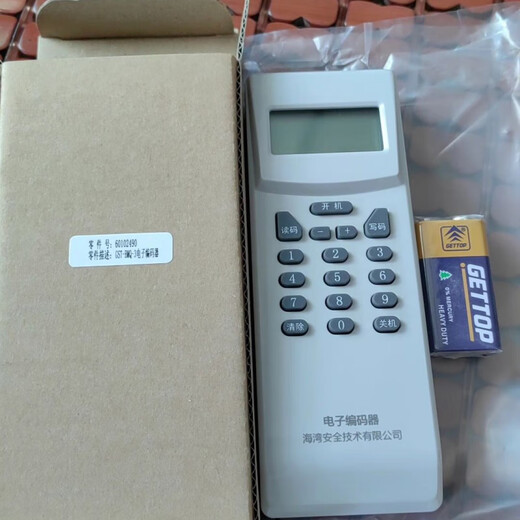 零 件 号: 60102490
零件描述: GST-BMQ-3电子编码器
开 机
读码
－
＋
写码
1
2
3
4
5
6
7
8
9
清除
0
关机
电子编码器
海湾安全技术有限公司
GETTOP
GETTOP
0% MERCURY
HEAVY DUTY